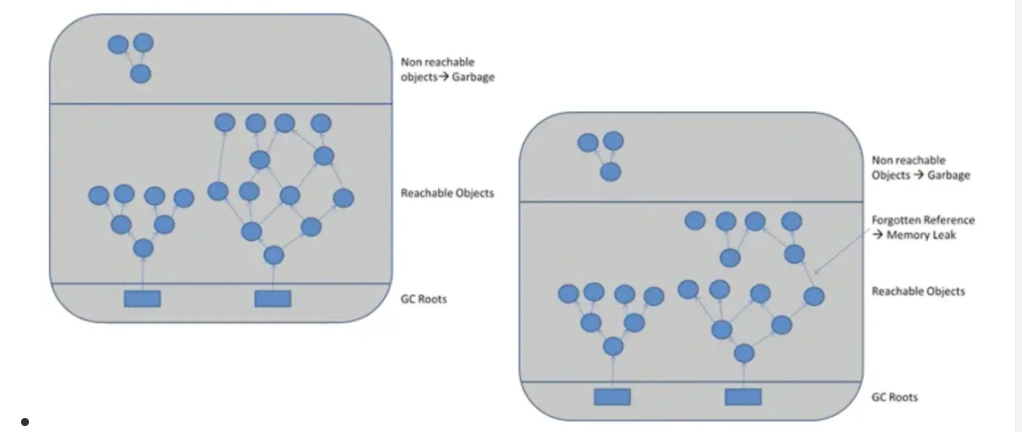 Non reachable
objects→ Garbage
Reachable Objects
GC Roots
Non reachable
Objects → Garbage
Forgotten Reference
→ Memory Leak
Reachable Objects
GC Roots